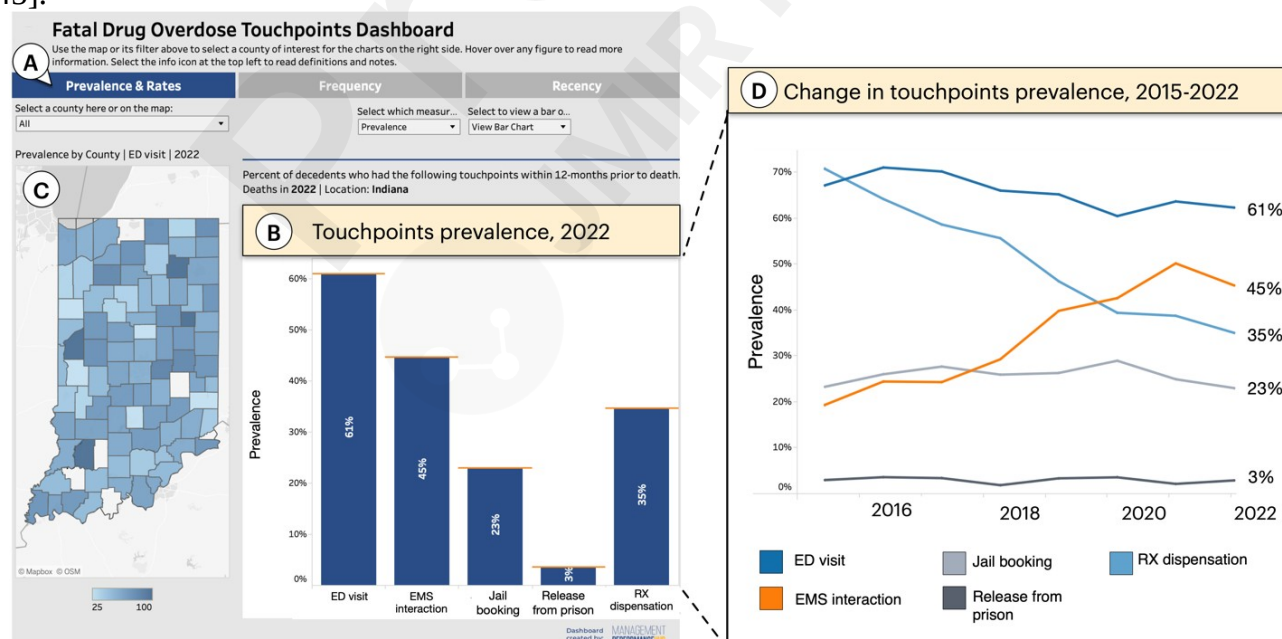 Fatal Drug Overdose Touchpoints Dashboard
Use the map or its filter above to select a county of interest for the charts on the right side. Hover over any figure to read more
information. Select the info icon at the top left to read definitions and notes.
A
Prevalence & Rates
Frequency
Recency
Select a county here or on the map:
All
Select which measur...
Select to view a bar o...
Prevalence
View Bar Chart
Prevalence by County | ED visit | 2022
C
© Mapbox © OSM
25 100
Percent of decedents who had the following touchpoints within 12-months prior to death.
Deaths in 2022 | Location: Indiana
B Touchpoints prevalence, 2022
Prevalence
60%
50%
40%
30%
20%
10%
0%
61%
45%
23%
3%
35%
ED visit
EMS
interaction
Jail
booking
Release
from prison
RX
dispensation
Dashboard
created by:
MANAGEMENT
PERFORMANCE
D Change in touchpoints prevalence, 2015-2022
Prevalence
70%
60%
50%
40%
30%
20%
10%
0%
61%
45%
35%
23%
3%
2016
2018
2020
2022
ED visit
Jail booking
RX dispensation
EMS interaction
Release from
prison
JMIR